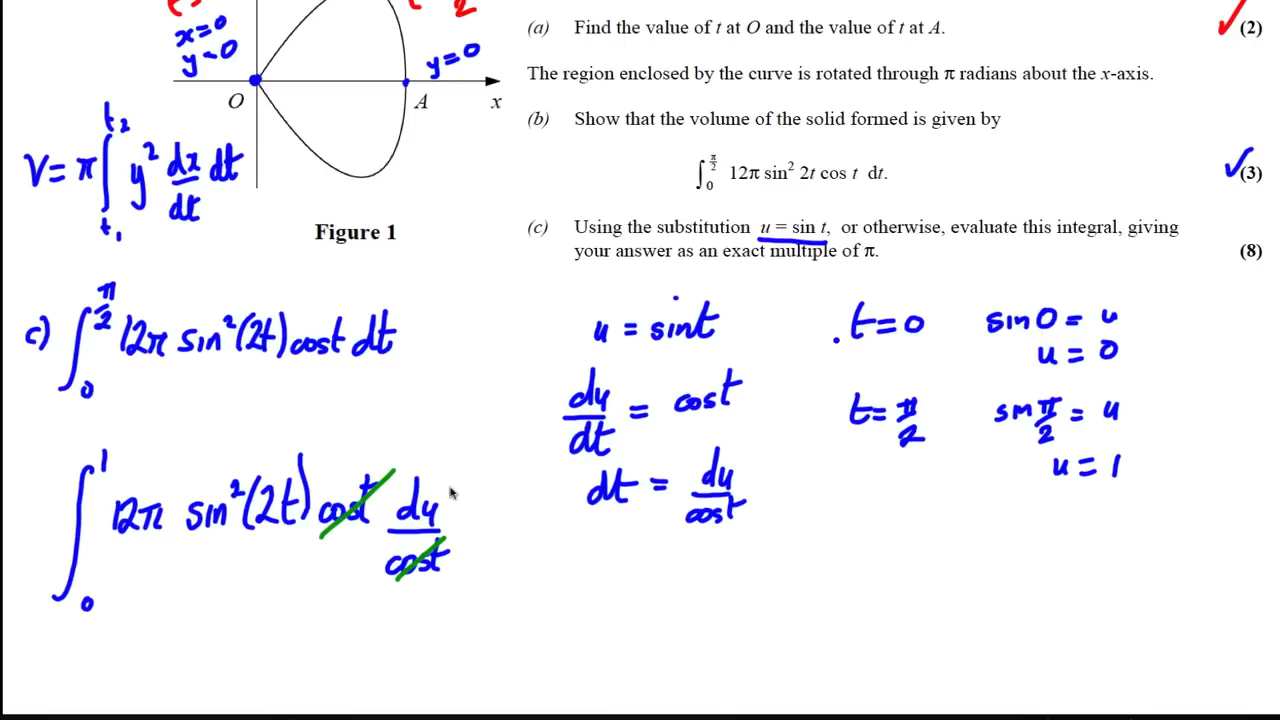 x=0
y=0
y=0
2
O
A
x
V = π ∫ t₂ t₁ y² dx/dt dt
Figure 1
(a) Find the value of t at O and the value of t at A.
(2)
The region enclosed by the curve is rotated through π radians about the x-axis.
(b) Show that the volume of the solid formed is given by
∫₀^{π/2} 12π sin² 2t cos t dt.
(3)
(c) Using the substitution u = sin t, or otherwise, evaluate this integral, giving
your answer as an exact multiple of π.
(8)
c) ∫₀^{π/2} 12π sin²(2t) cost dt
∫₀¹ 12π sin²(2t) cost du/cost
u = sint
du/dt = cost
dt = du/cost
t=0 sin0 = u
u = 0
t=π/2 sin π/2 = u
u = 1